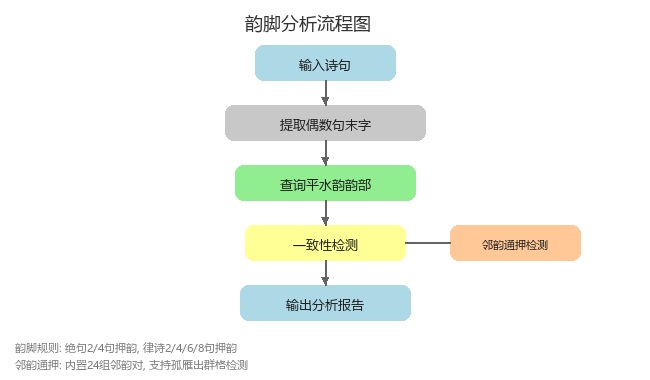 韵脚分析流程图
输入诗句
提取偶数句末字
查询平水韵韵部
一致性检测
邻韵通押检测
输出分析报告
韵脚规则: 绝句2/4句押韵, 律诗2/4/6/8句押韵
邻韵通押: 内置24组邻韵对, 支持孤雁出群格检测